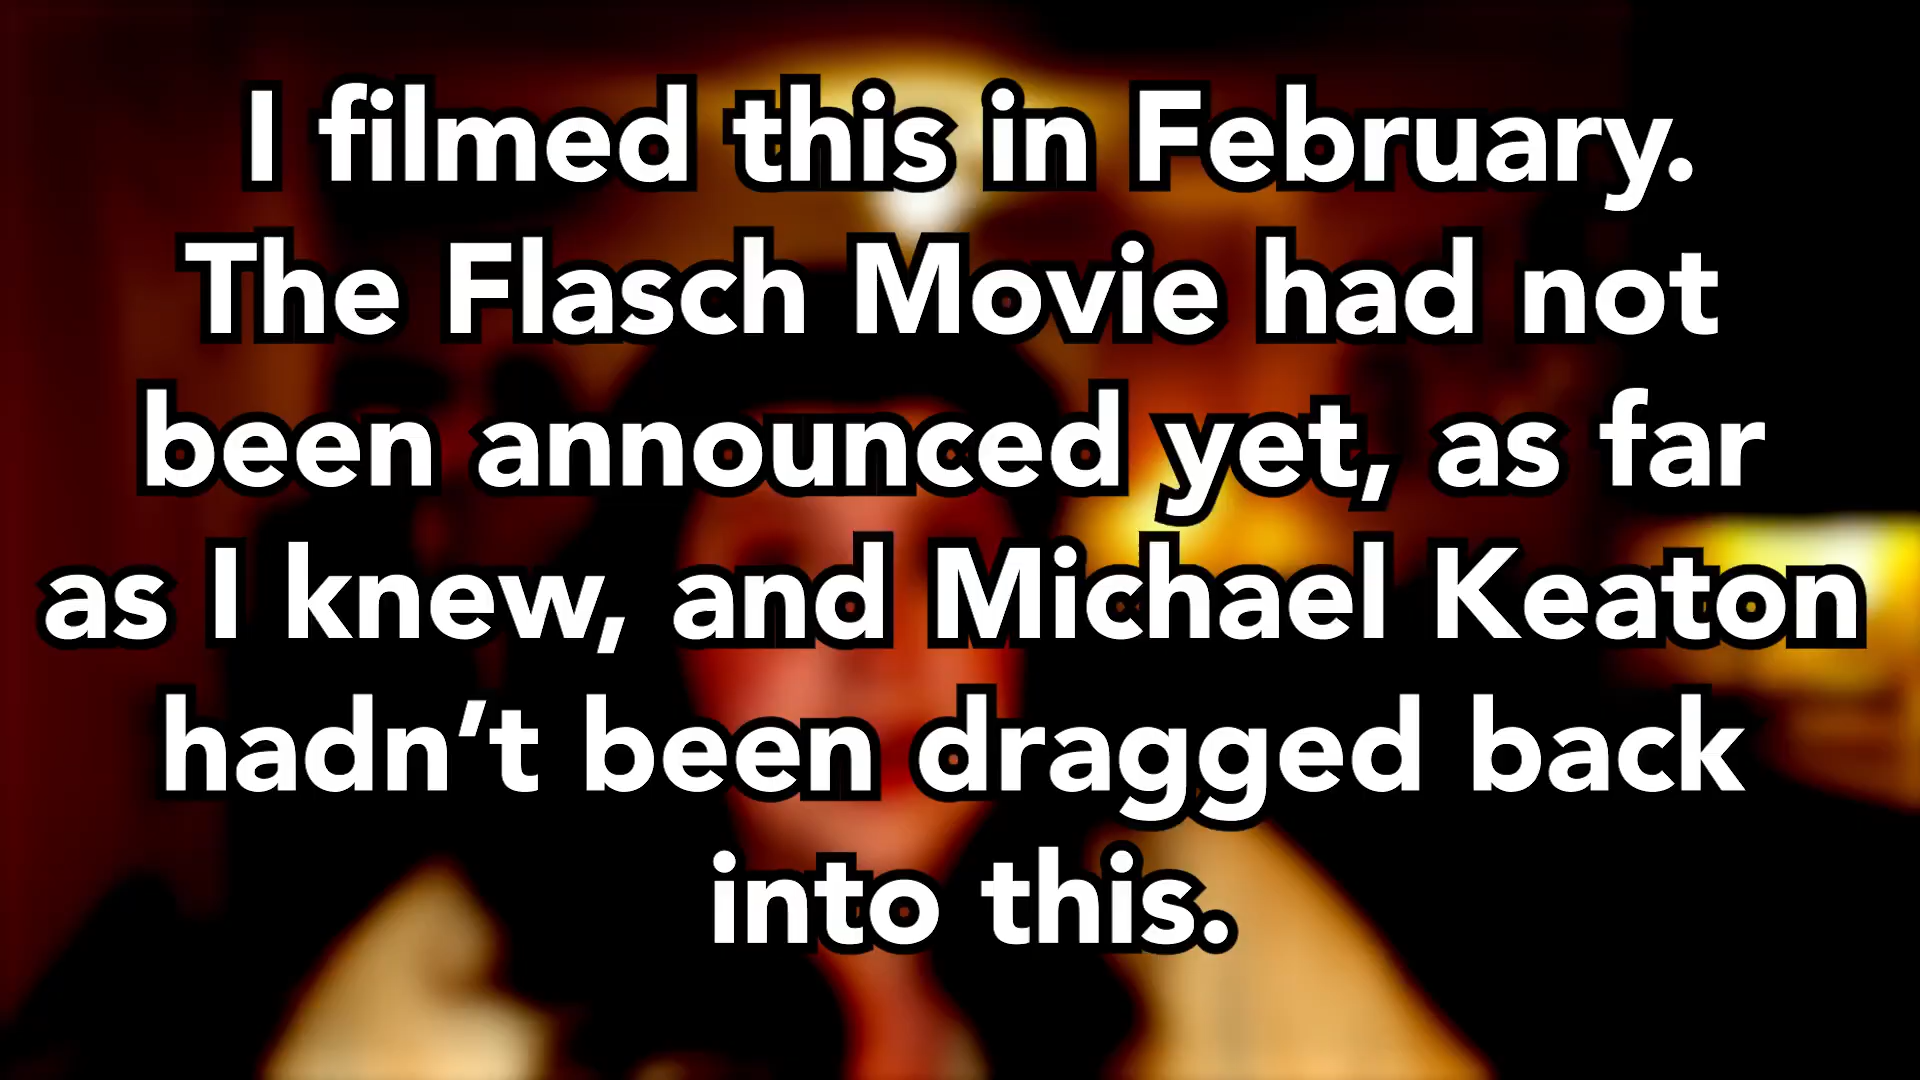 I filmed this in February.
The Flasch Movie had not
been announced yet, as far
as I knew, and Michael Keaton
hadn’t been dragged back
into this.